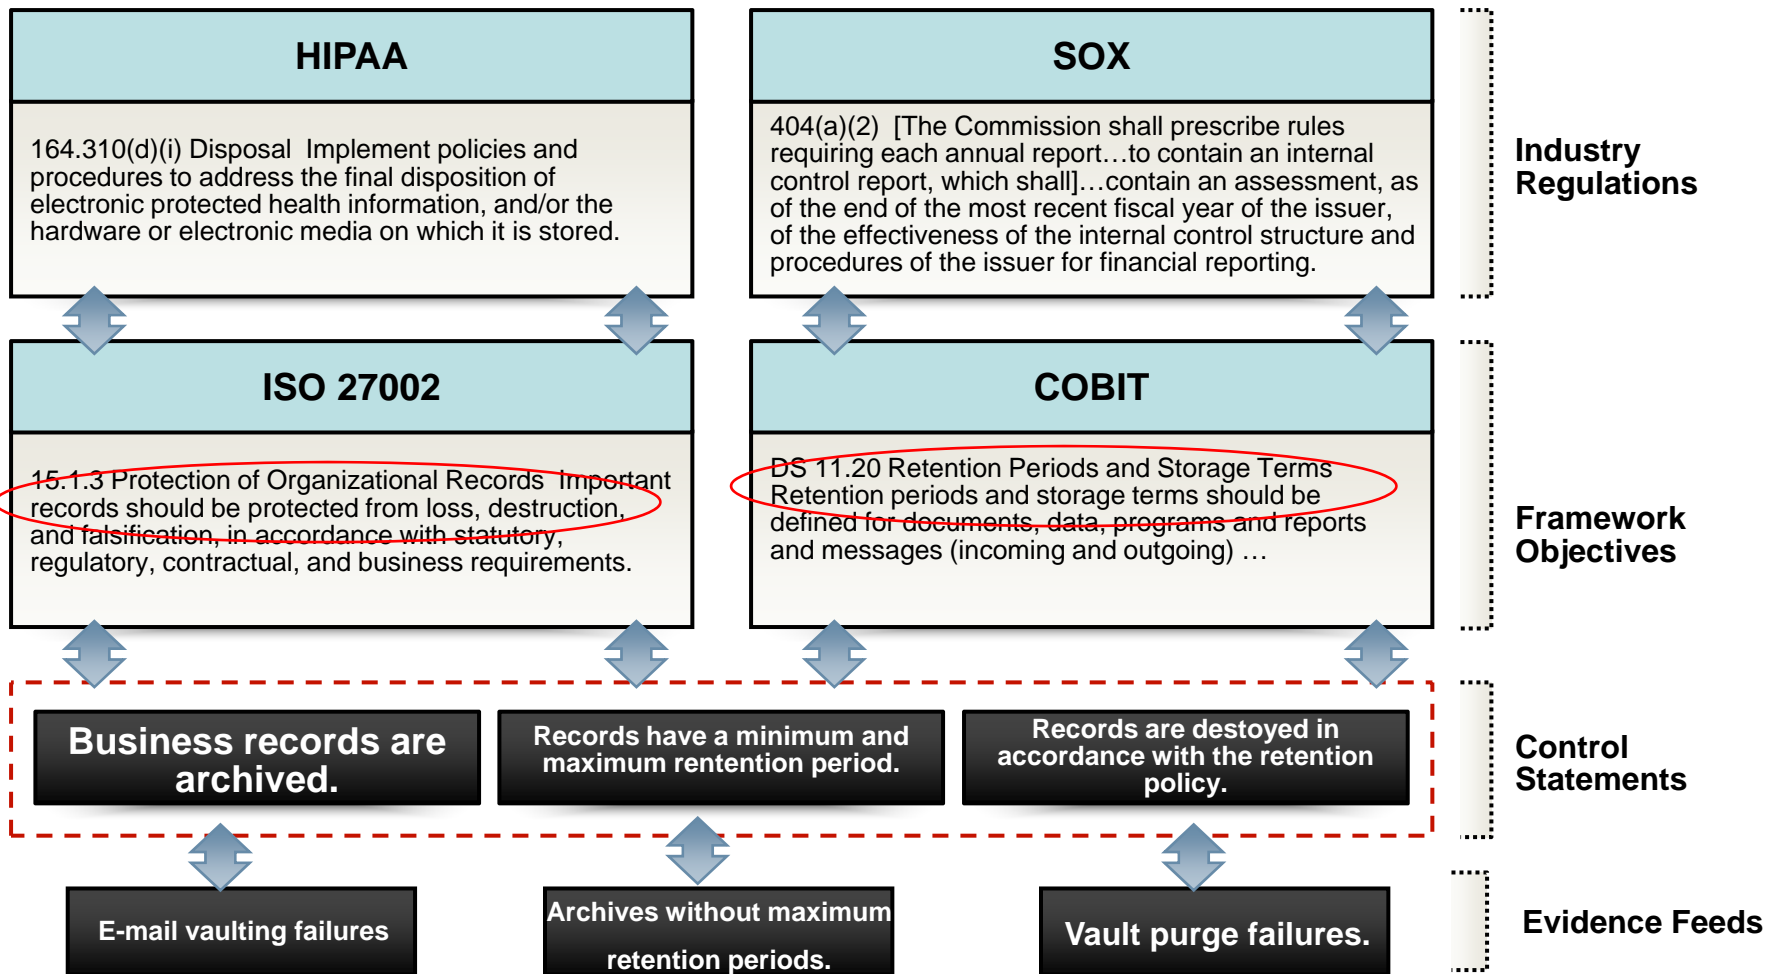 HIPAA
164.310(d)(i) Disposal  Implement policies and
procedures to address the final disposition of
electronic protected health information, and/or the
hardware or electronic media on which it is stored.
SOX
404(a)(2)  [The Commission shall prescribe rules
requiring each annual report…to contain an internal
control report, which shall]…contain an assessment, as
of the end of the most recent fiscal year of the issuer,
of the effectiveness of the internal control structure and
procedures of the issuer for financial reporting.
Industry
Regulations
ISO 27002
15.1.3 Protection of Organizational Records  Important
records should be protected from loss, destruction,
and falsification, in accordance with statutory,
regulatory, contractual, and business requirements.
COBIT
DS 11.20 Retention Periods and Storage Terms
Retention periods and storage terms should be
defined for documents, data, programs and reports
and messages (incoming and outgoing) …
Framework
Objectives
Business records are
archived.
Records have a minimum and
maximum rentention period.
Records are destoyed in
accordance with the retention
policy.
Control
Statements
E-mail vaulting failures
Archives without maximum
retention periods.
Vault purge failures.
Evidence Feeds